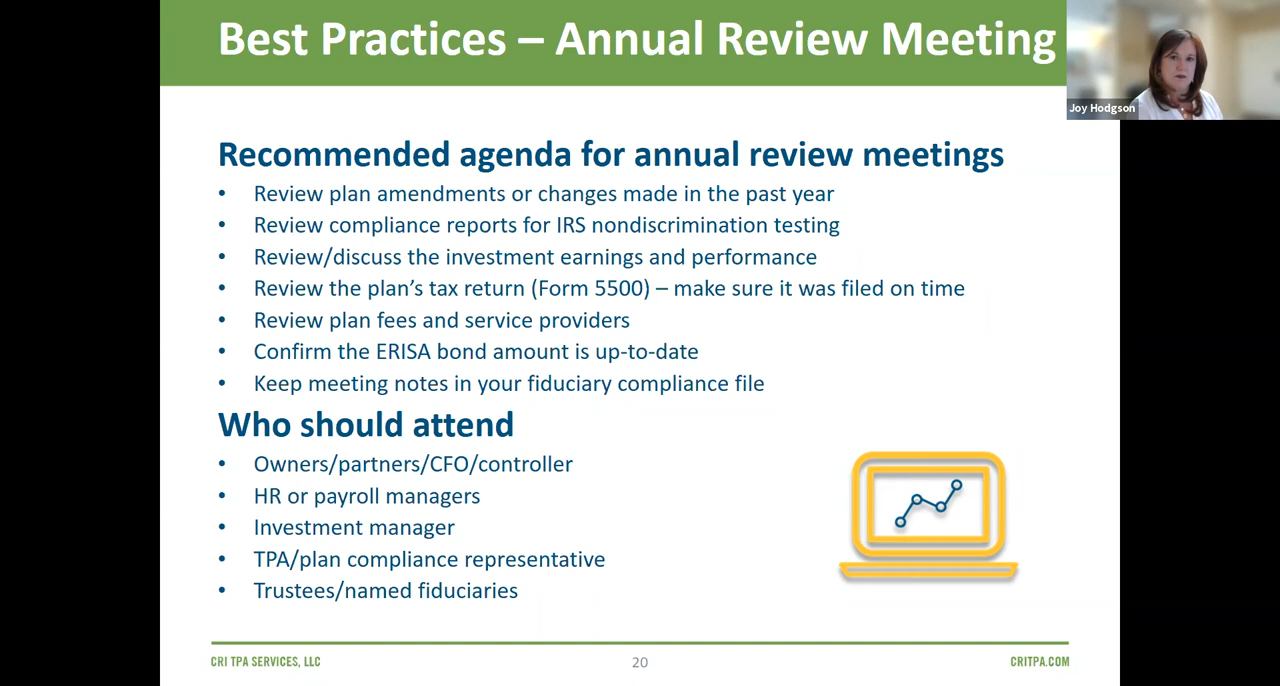 Best Practices – Annual Review Meeting
Joy Hodgson
Recommended agenda for annual review meetings
• Review plan amendments or changes made in the past year
• Review compliance reports for IRS nondiscrimination testing
• Review/discuss the investment earnings and performance
• Review the plan’s tax return (Form 5500) – make sure it was filed on time
• Review plan fees and service providers
• Confirm the ERISA bond amount is up-to-date
• Keep meeting notes in your fiduciary compliance file
Who should attend
• Owners/partners/CFO/controller
• HR or payroll managers
• Investment manager
• TPA/plan compliance representative
• Trustees/named fiduciaries
CRI TPA SERVICES, LLC
20
CRITPA.COM